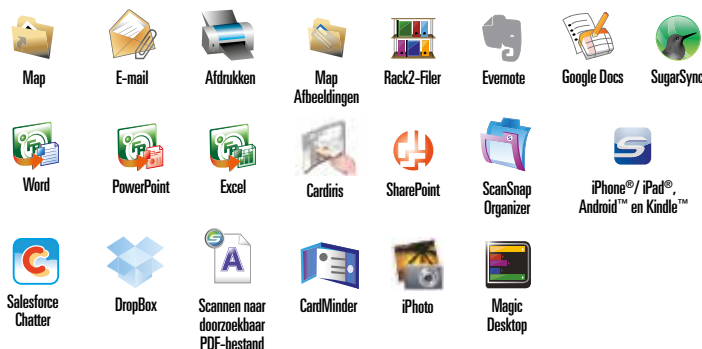 Map
E-mail
Afdrukken
Map
Afbeeldingen
Rack2-Filer
Evernote
Google Docs
SugarSync
Word
PowerPoint
Excel
Cardiris
SharePoint
ScanSnap
Organizer
iPhone®/ iPad®,
Android™ en Kindle™
Salesforce
Chatter
DropBox
Scannen naar
doorzoekbaar
PDF-bestand
CardMinder
iPhoto
Magic
Desktop